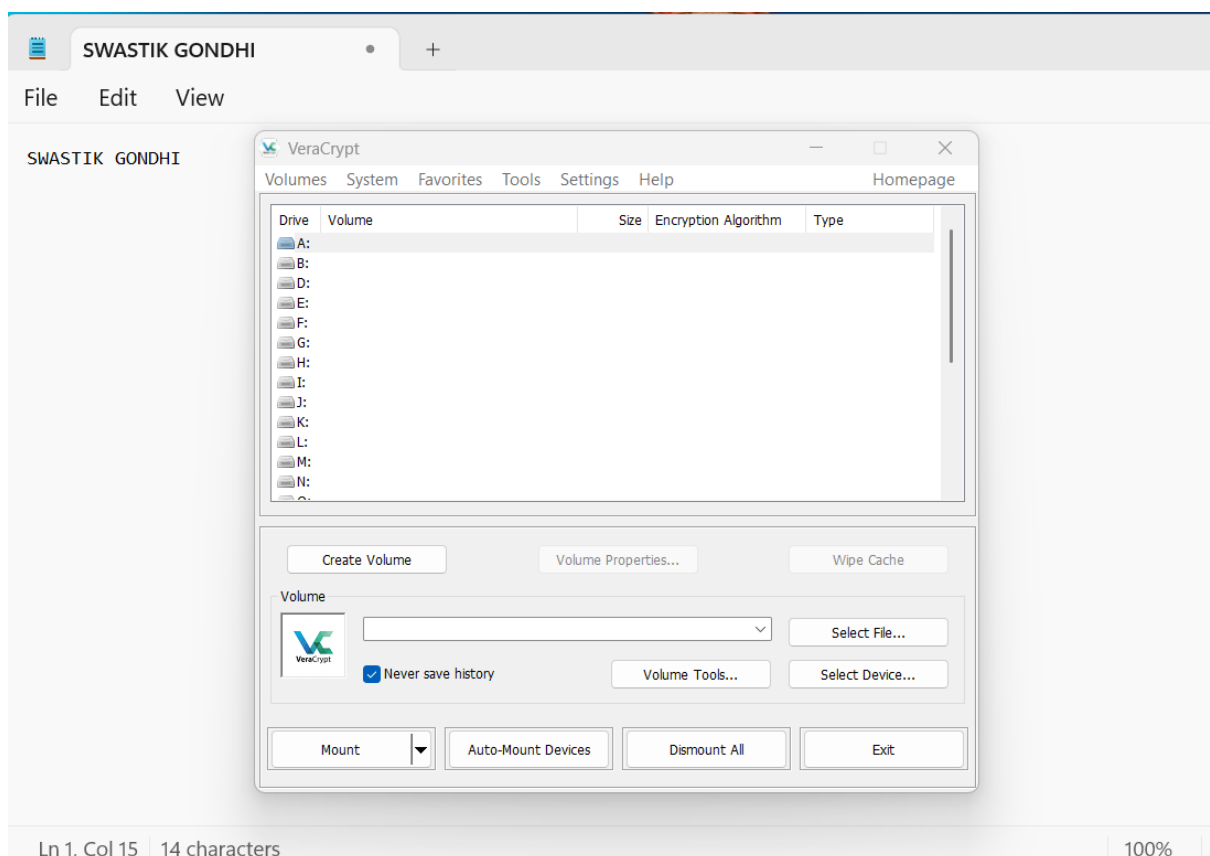 SWASTIK GONDHI
+
File Edit View
SWASTIK GONDHI
VeraCrypt
Volumes System Favorites Tools Settings Help Homepage
Drive Volume Size Encryption Algorithm Type
A:
B:
D:
E:
F:
G:
H:
I:
J:
K:
L:
M:
N:
Create Volume Volume Properties... Wipe Cache
Volume
VC
VeraCrypt
Select File...
Never save history Volume Tools... Select Device...
Mount Auto-Mount Devices Dismount All Exit
Ln 1, Col 15 14 characters 100%